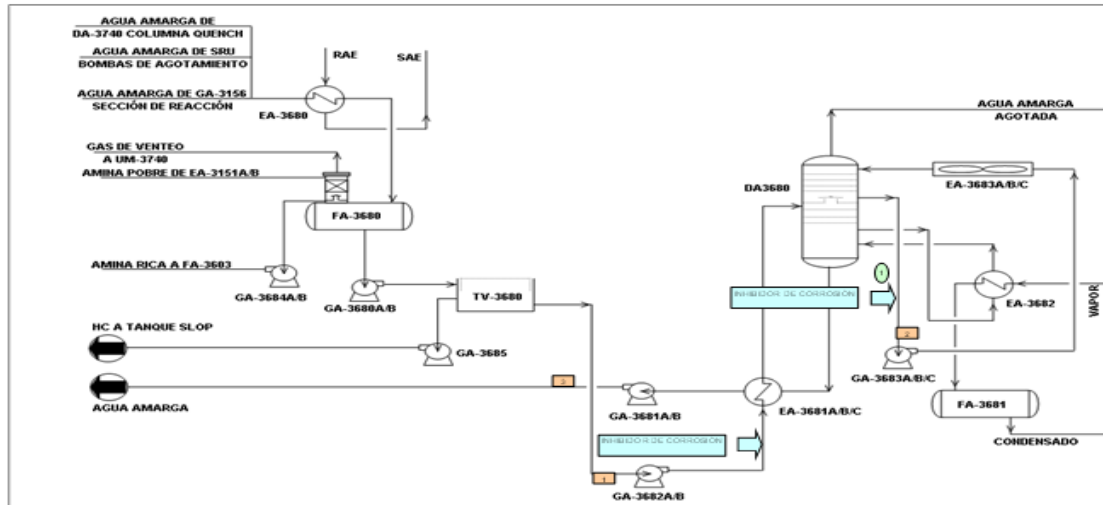 AGUA AMARGA DE
DA-3740 COLUMNA QUENCH
AGUA AMARGA DE SRU
BOMBAS DE AGOTAMIENTO
AGUA AMARGA DE GA-3156
SECCIÓN DE REACCIÓN
RAE
SAE
EA-3680
GAS DE VENTEO
A UM-3740
AMINA POBRE DE EA-3151A/B
FA-3680
AMINA RICA A FA-3603
GA-3684A/B
GA-3680A/B
TV-3680
HC A TANQUE SLOP
GA-3685
AGUA AMARGA
3
GA-3681A/B
EA-3681A/B/C
INHIBIDOR DE CORROSIÓN
1
GA-3682A/B
AGUA AMARGA
AGOTADA
DA3680
EA-3683A/B/C
1
INHIBIDOR DE CORROSIÓN
EA-3682
VAPOR
2
GA-3683A/B/C
FA-3681
CONDENSADO